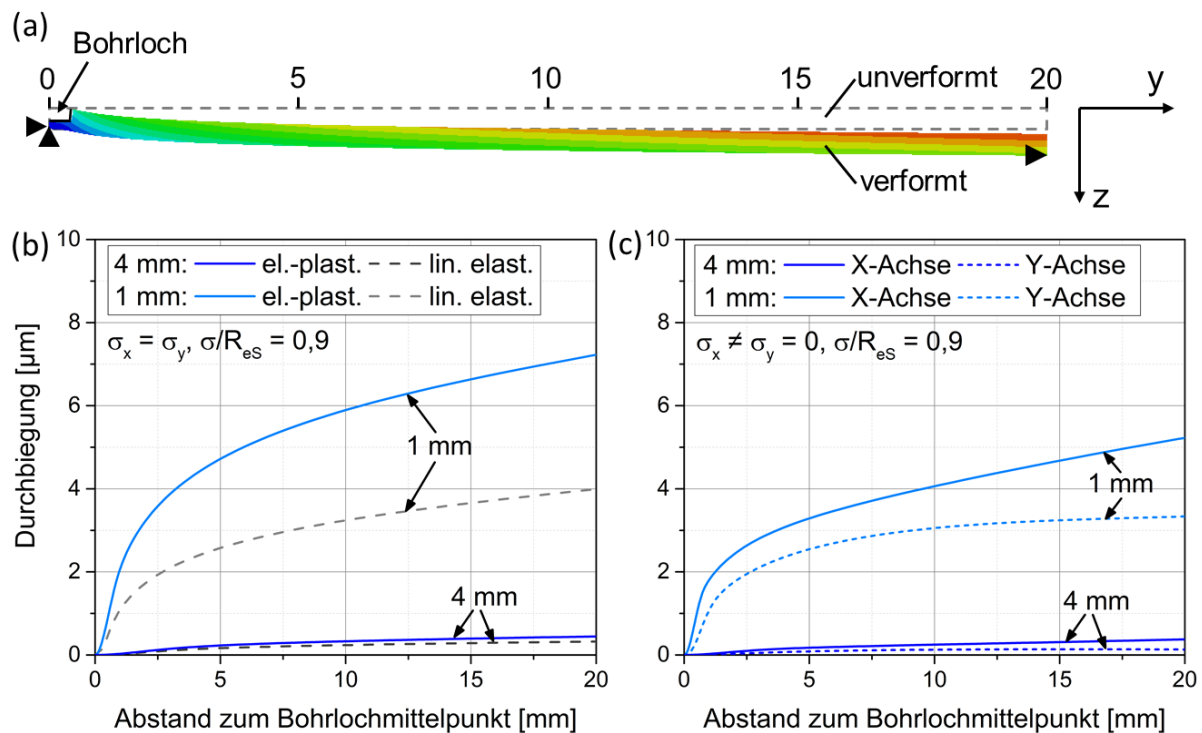 (a)
Bohrloch
0 5 10 15 20
unverformt
y
verformt
z
(b)
10
8
6
4
2
0
Durchbiegung [µm]
4 mm: el.-plast. lin. elast.
1 mm: el.-plast. lin. elast.
σx = σy, σ/ReS = 0,9
1 mm
4 mm
0 5 10 15 20
Abstand zum Bohrlochmittelpunkt [mm]
(c)
10
8
6
4
2
0
4 mm: X-Achse Y-Achse
1 mm: X-Achse Y-Achse
σx ≠ σy = 0, σ/ReS = 0,9
1 mm
4 mm
0 5 10 15 20
Abstand zum Bohrlochmittelpunkt [mm]